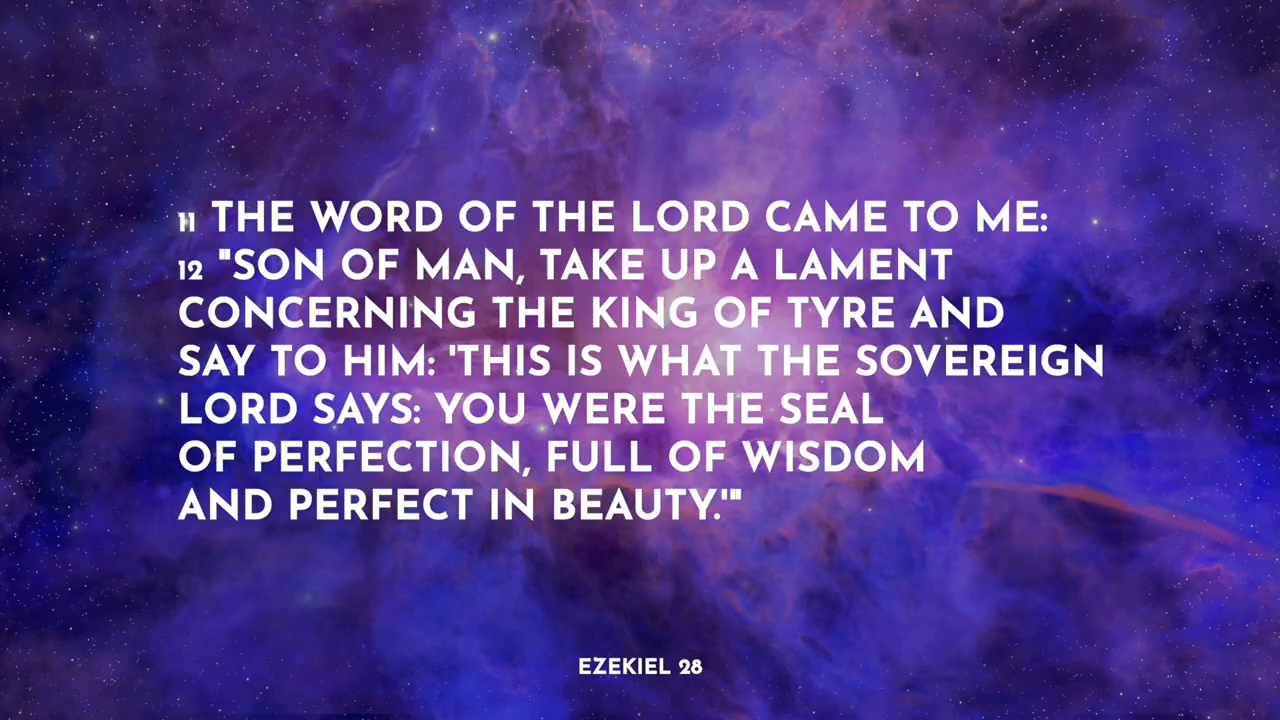 11 THE WORD OF THE LORD CAME TO ME:
12 "SON OF MAN, TAKE UP A LAMENT
CONCERNING THE KING OF TYRE AND
SAY TO HIM: 'THIS IS WHAT THE SOVEREIGN
LORD SAYS: YOU WERE THE SEAL
OF PERFECTION, FULL OF WISDOM
AND PERFECT IN BEAUTY.'"
EZEKIEL 28